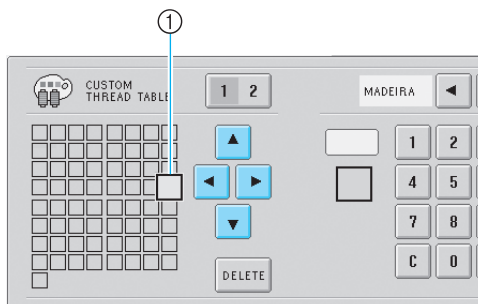 ①
CUSTOM
THREAD TABLE
1 2
MADEIRA ◀
▲
1 2
◀ ▶
4 5
▼
7 8
DELETE
C 0